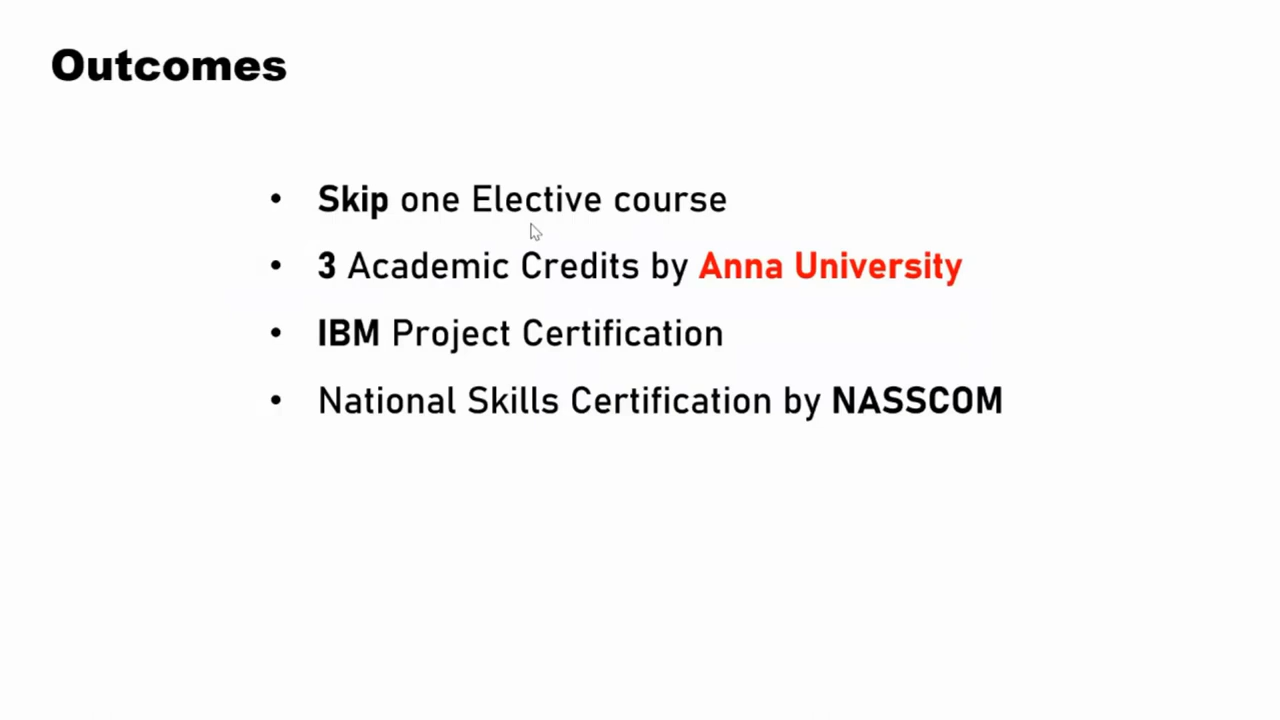 Outcomes
• Skip one Elective course
• 3 Academic Credits by Anna University
• IBM Project Certification
• National Skills Certification by NASSCOM